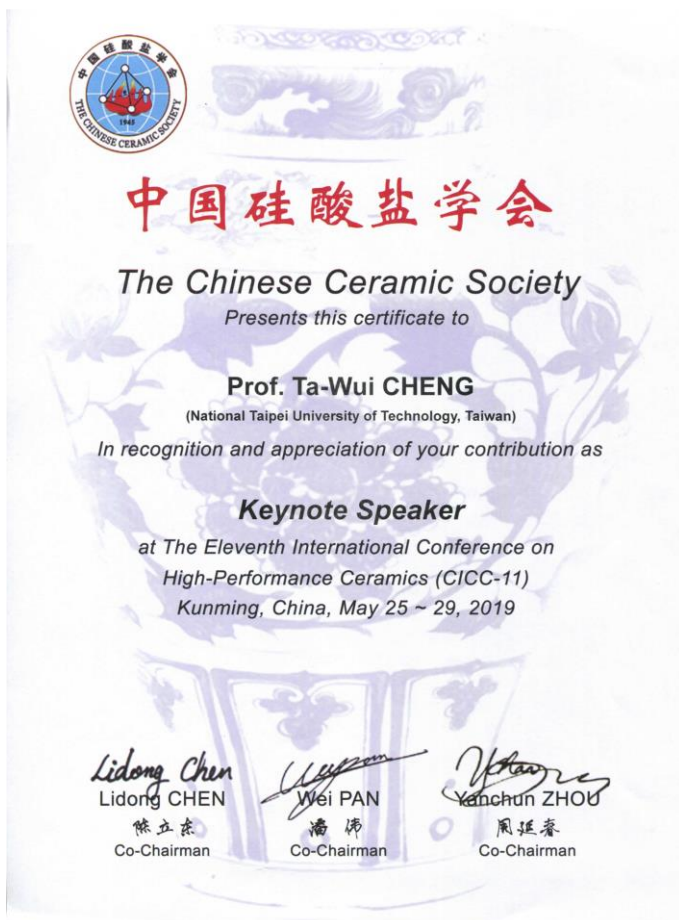 中国硅酸盐学会
THE CHINESE CERAMIC SOCIETY
1945
中国硅酸盐学会
The Chinese Ceramic Society
Presents this certificate to
Prof. Ta-Wui CHENG
(National Taipei University of Technology, Taiwan)
In recognition and appreciation of your contribution as
Keynote Speaker
at The Eleventh International Conference on
High-Performance Ceramics (CICC-11)
Kunming, China, May 25 ~ 29, 2019
Lidong Chen
Lidong CHEN Wei PAN Yanchun ZHOU
陈立东 潘伟 周延春
Co-Chairman Co-Chairman Co-Chairman